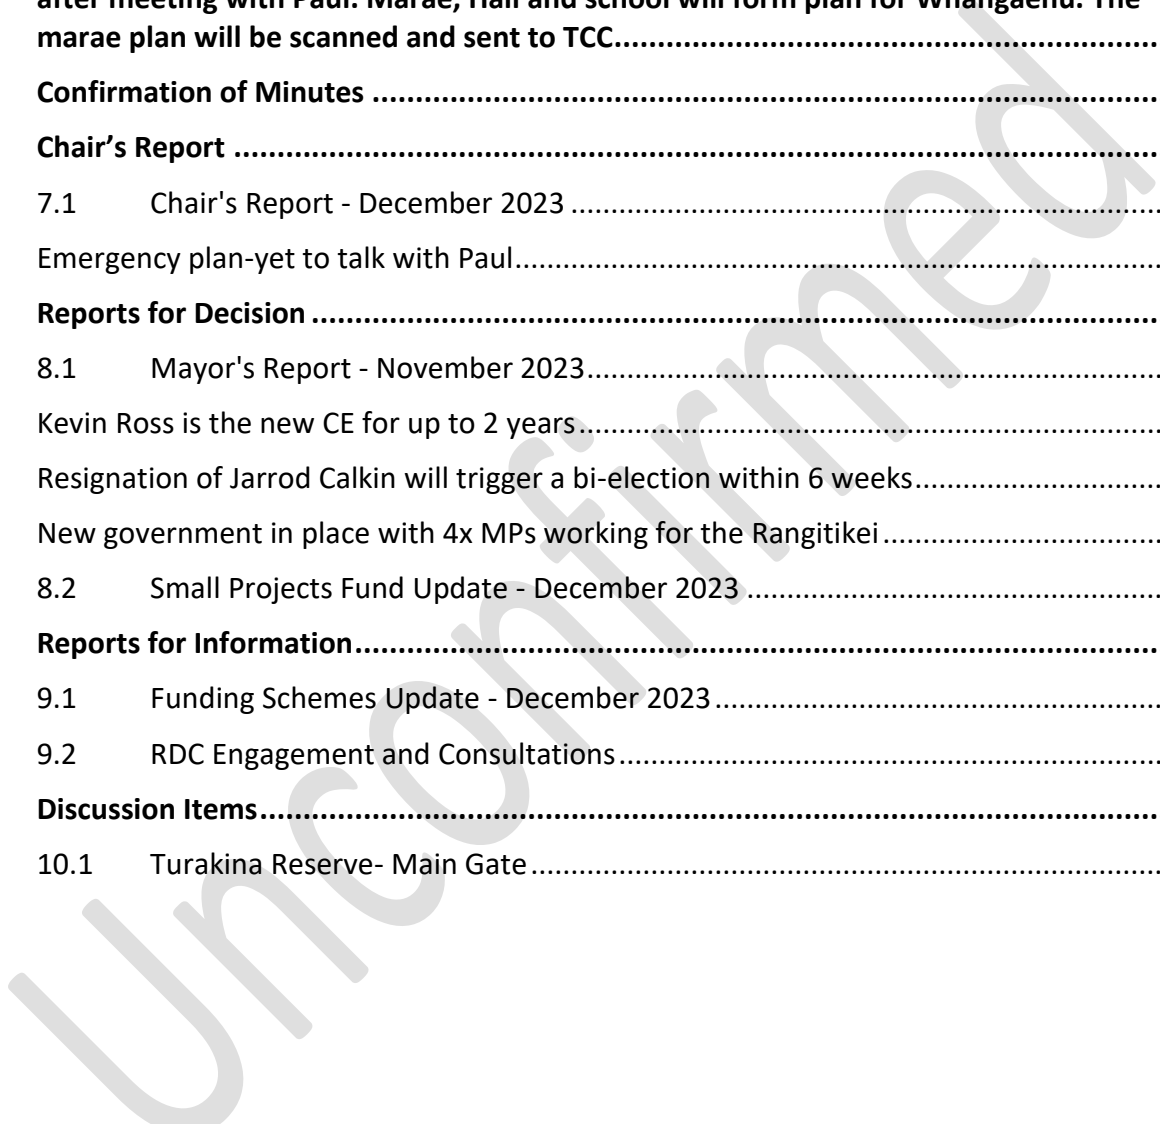 after meeting with Paul. Marae, Hall and school will form plan for Whangaehu. The
marae plan will be scanned and sent to TCC................................................................
Confirmation of Minutes ................................................................
Chair’s Report ................................................................
7.1 Chair's Report - December 2023 ................................................................
Emergency plan-yet to talk with Paul................................................................
Reports for Decision ................................................................
8.1 Mayor's Report - November 2023................................................................
Kevin Ross is the new CE for up to 2 years................................................................
Resignation of Jarrod Calkin will trigger a bi-election within 6 weeks................................
New government in place with 4x MPs working for the Rangitikei ................................
8.2 Small Projects Fund Update - December 2023 ................................................
Reports for Information................................................................
9.1 Funding Schemes Update - December 2023 ................................................
9.2 RDC Engagement and Consultations ................................................................
Discussion Items................................................................
10.1 Turakina Reserve- Main Gate ................................................................
Unconfirmed